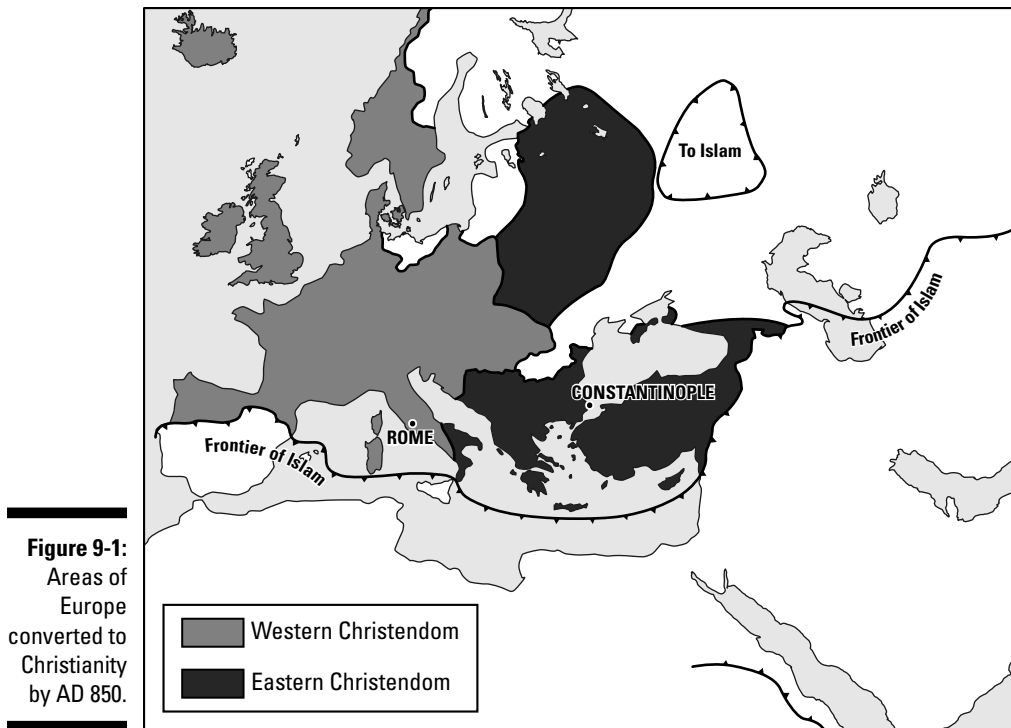 To Islam
Frontier of Islam
CONSTANTINOPLE
ROME
Frontier of Islam
Figure 9-1:
Areas of
Europe
converted to
Christianity
by AD 850.
Western Christendom
Eastern Christendom